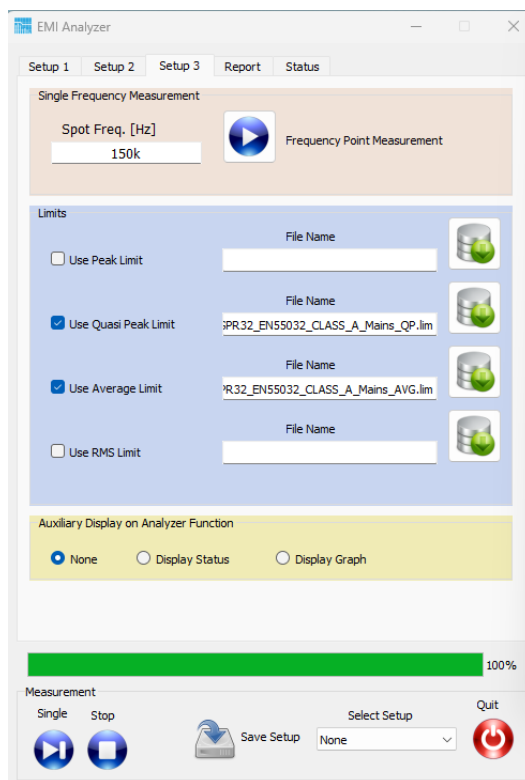 EMI Analyzer
Setup 1 Setup 2 Setup 3 Report Status
Single Frequency Measurement
Spot Freq. [Hz]
150k
Frequency Point Measurement
Limits
File Name
Use Peak Limit
File Name
Use Quasi Peak Limit SPR32_EN55032_CLASS_A_Mains_QP.lim
File Name
Use Average Limit PR32_EN55032_CLASS_A_Mains_AVG.lim
File Name
Use RMS Limit
Auxiliary Display on Analyzer Function
None Display Status Display Graph
100%
Measurement
Single Stop Select Setup Quit
Save Setup None